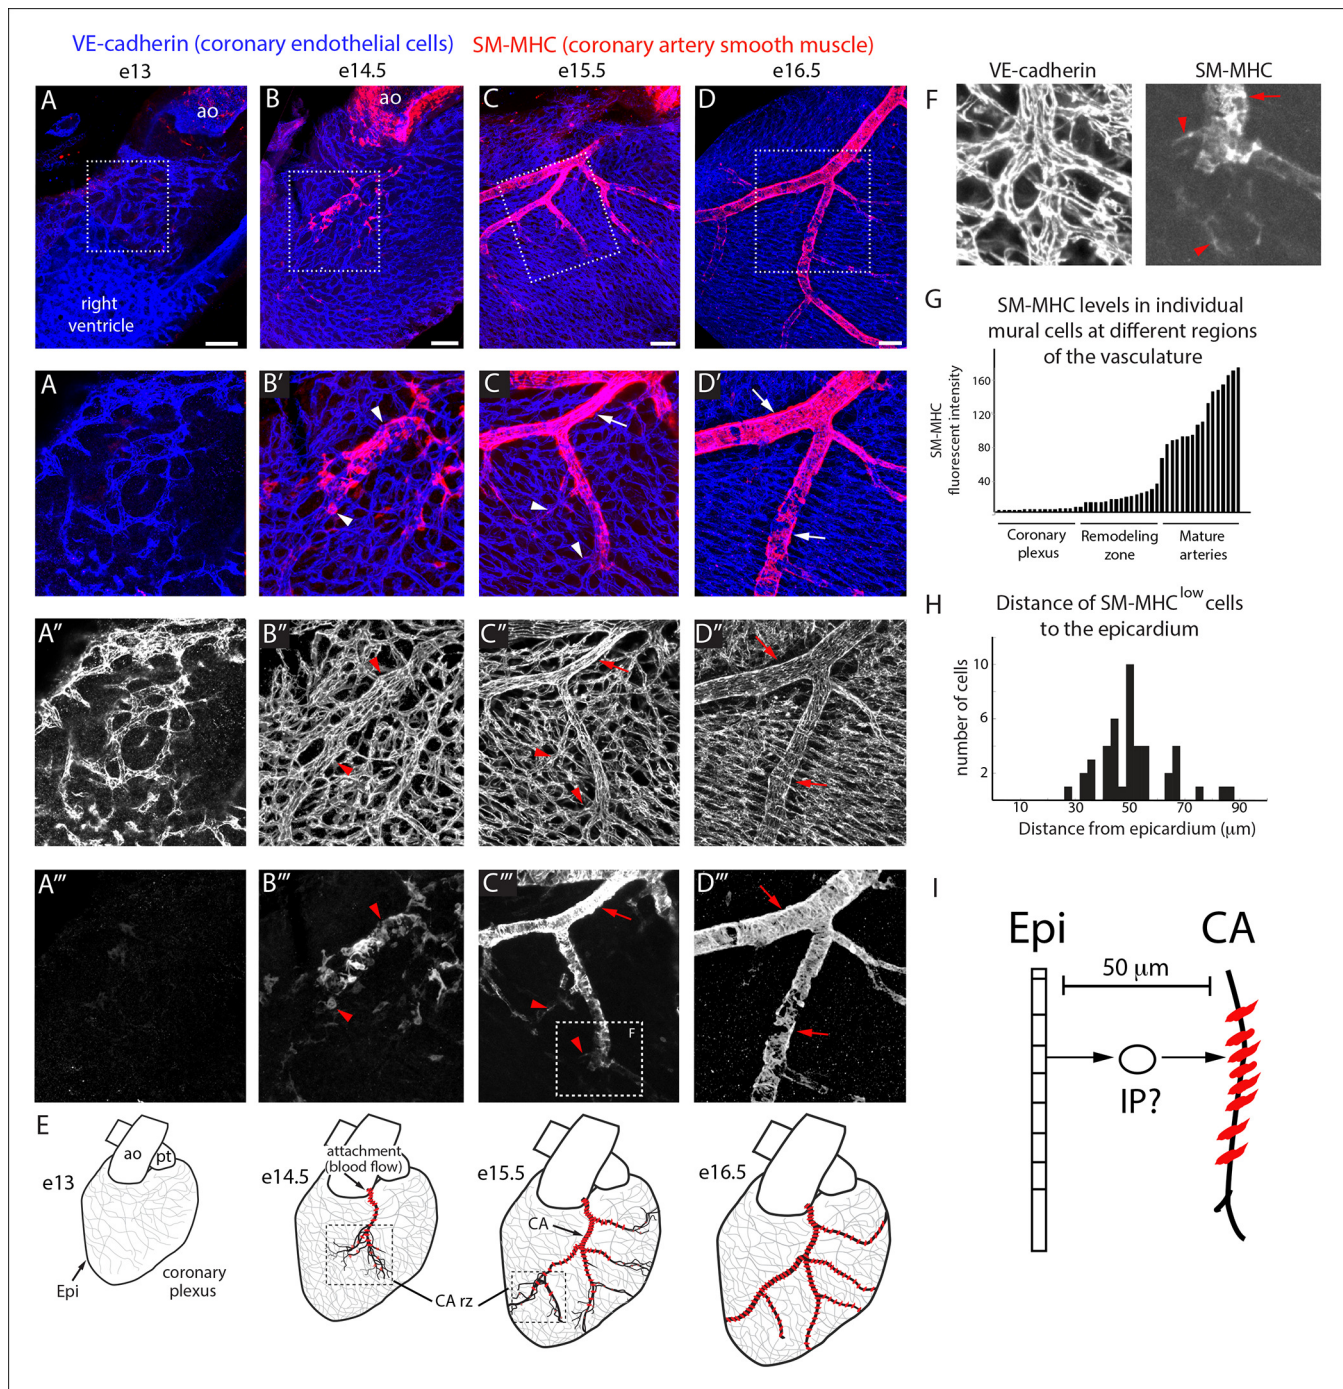 VE-cadherin (coronary endothelial cells) SM-MHC (coronary artery smooth muscle)
e13 e14.5 e15.5 e16.5
A ao
right
ventricle
B ao
C
D
A
B′
C
D′
A″
B″
C″
D″
A‴
B‴
C‴
F
D‴
E
e13
ao
pt
Epi
coronary
plexus
e14.5
attachment
(blood flow)
CA rz
e15.5
CA
e16.5
F
VE-cadherin SM-MHC
G
SM-MHC levels in individual
mural cells at different regions
of the vasculature
SM-MHC
fluorescent intensity
160
120
80
40
Coronary
plexus
Remodeling
zone
Mature
arteries
H
Distance of SM-MHC^low cells
to the epicardium
number of cells
10
6
2
10 30 50 70 90
Distance from epicardium (μm)
I
Epi CA
50 μm
IP?